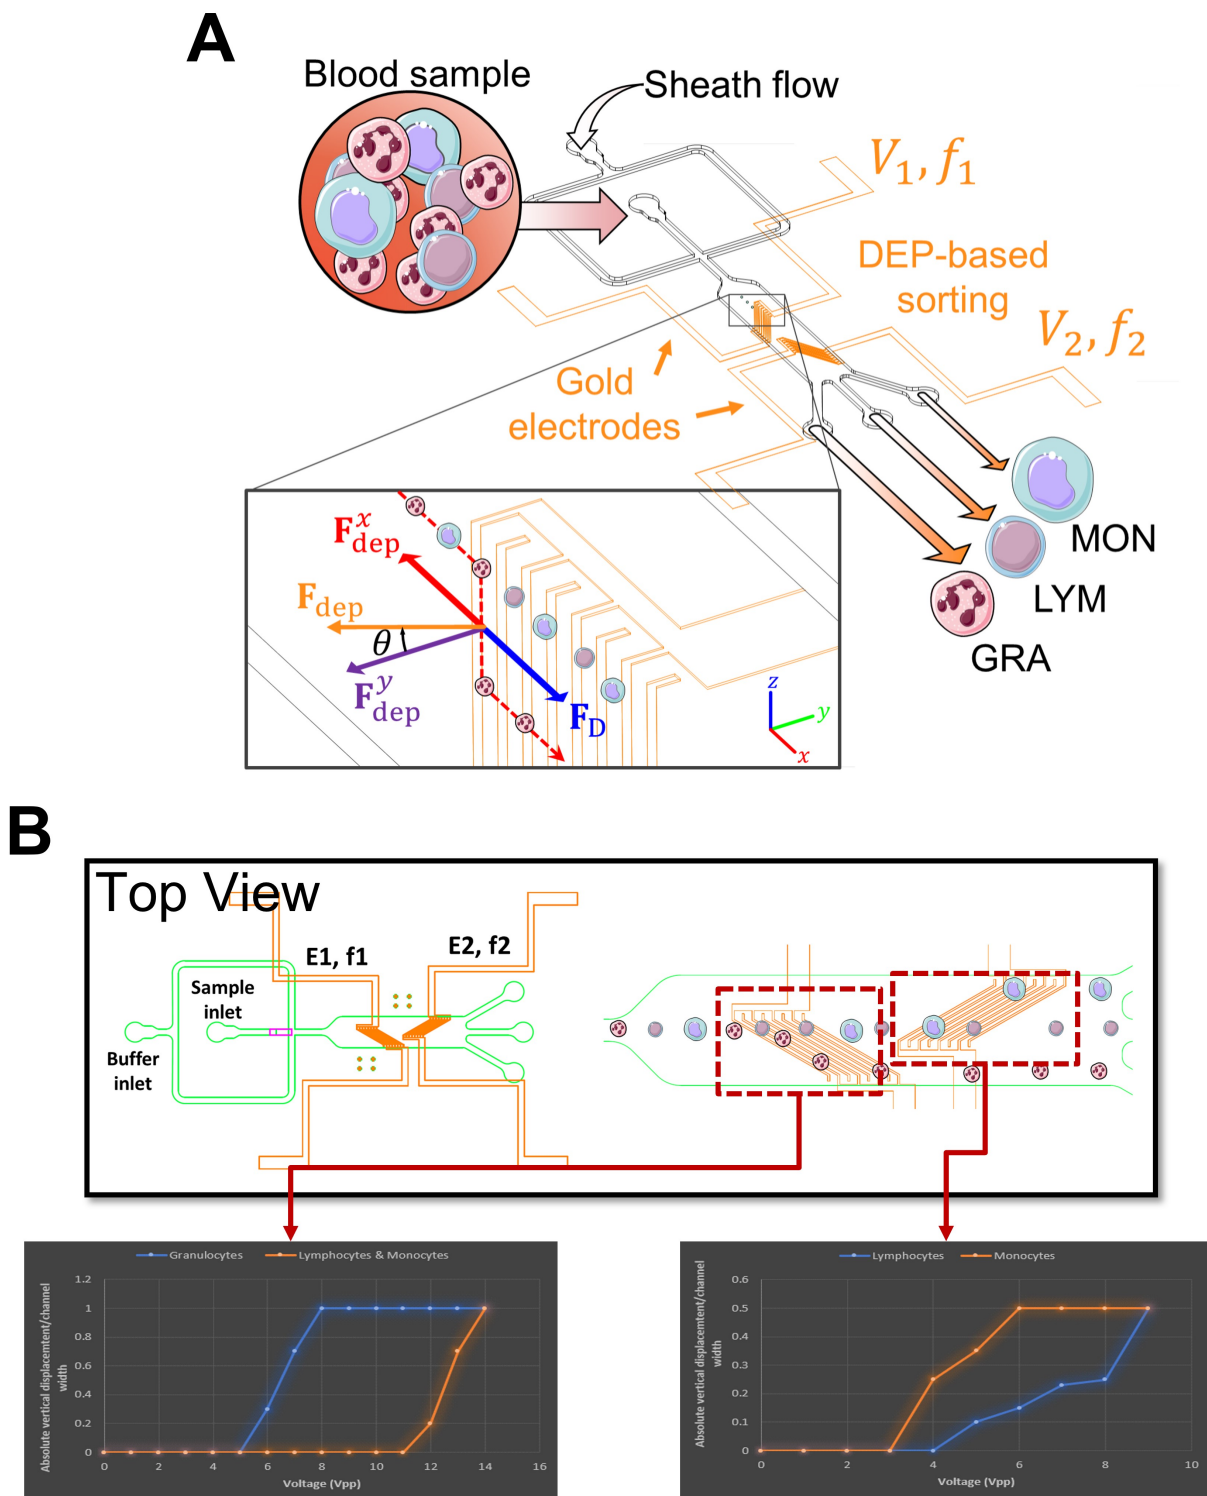 A
Blood sample
Sheath flow
V₁, f₁
DEP-based
sorting
V₂, f₂
Gold
electrodes
F^x_dep
F_dep
θ
F^y_dep
F_D
z
y
x
MON
LYM
GRA
B
Top View
E1, f1
E2, f2
Sample
inlet
Buffer
inlet
Granulocytes
Lymphocytes & Monocytes
Absolute vertical displacemtent/channel
width
1.2
1
0.8
0.6
0.4
0.2
0
0 2 4 6 8 10 12 14 16
Voltage (Vpp)
Lymphocytes
Monocytes
Absolute vertical displacement/channel
width
0.6
0.5
0.4
0.3
0.2
0.1
0
0 2 4 6 8 10
Voltage (Vpp)